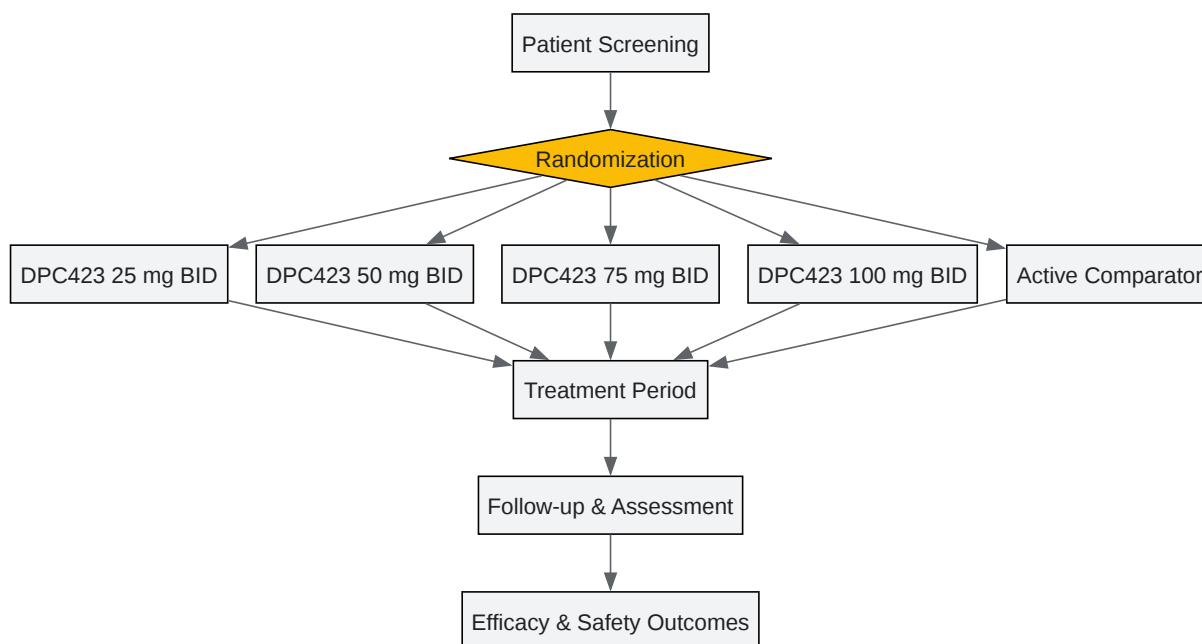 Patient Screening
Randomization
DPC423 25 mg BID
DPC423 50 mg BID
DPC423 75 mg BID
DPC423 100 mg BID
Active Comparator
Treatment Period
Follow-up & Assessment
Efficacy & Safety Outcomes